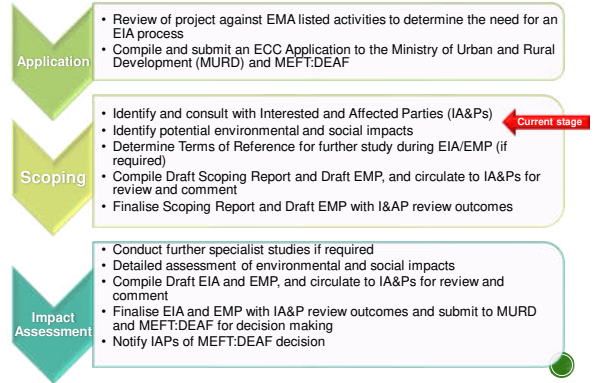 Application
• Review of project against EMA listed activities to determine the need for an
EIA process
• Compile and submit an ECC Application to the Ministry of Urban and Rural
Development (MURD) and MEFT:DEAF
Scoping
• Identify and consult with Interested and Affected Parties (IA&Ps)
Current stage
• Identify potential environmental and social impacts
• Determine Terms of Reference for further study during EIA/EMP (if
required)
• Compile Draft Scoping Report and Draft EMP, and circulate to IA&Ps for
review and comment
• Finalise Scoping Report and Draft EMP with I&AP review outcomes
Impact
Assessment
• Conduct further specialist studies if required
• Detailed assessment of environmental and social impacts
• Compile Draft EIA and EMP, and circulate to IA&Ps for review and
comment
• Finalise EIA and EMP with IA&P review outcomes and submit to MURD
and MEFT:DEAF for decision making
• Notify IAPs of MEFT:DEAF decision